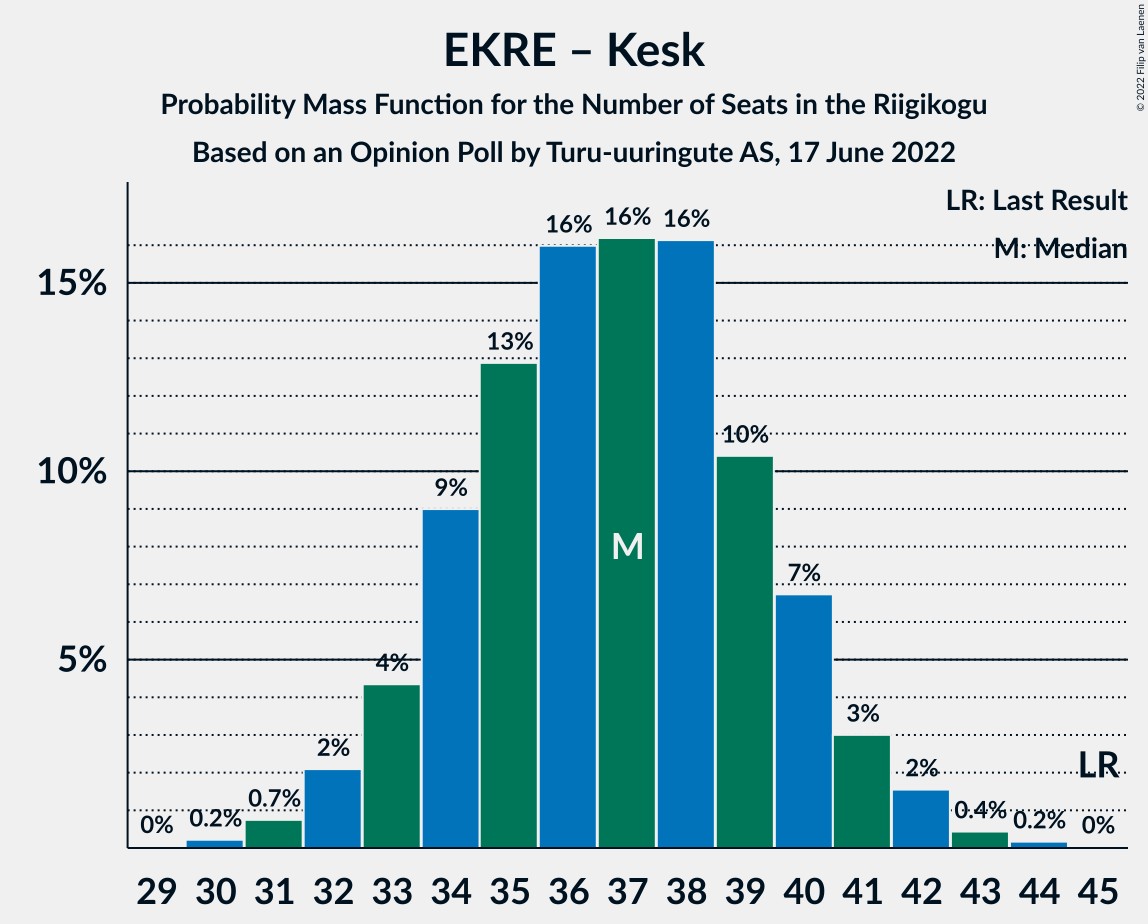 EKRE – Kesk
Probability Mass Function for the Number of Seats in the Riigikogu
Based on an Opinion Poll by Turu-uuringute AS, 17 June 2022
© 2022 Filip van Laenen
LR: Last Result
M: Median
15%
10%
5%
0%
0.2%
0.7%
2%
4%
9%
13%
16%
16%
16%
10%
7%
3%
2%
0.4%
0.2%
0%
M
LR
29 30 31 32 33 34 35 36 37 38 39 40 41 42 43 44 45